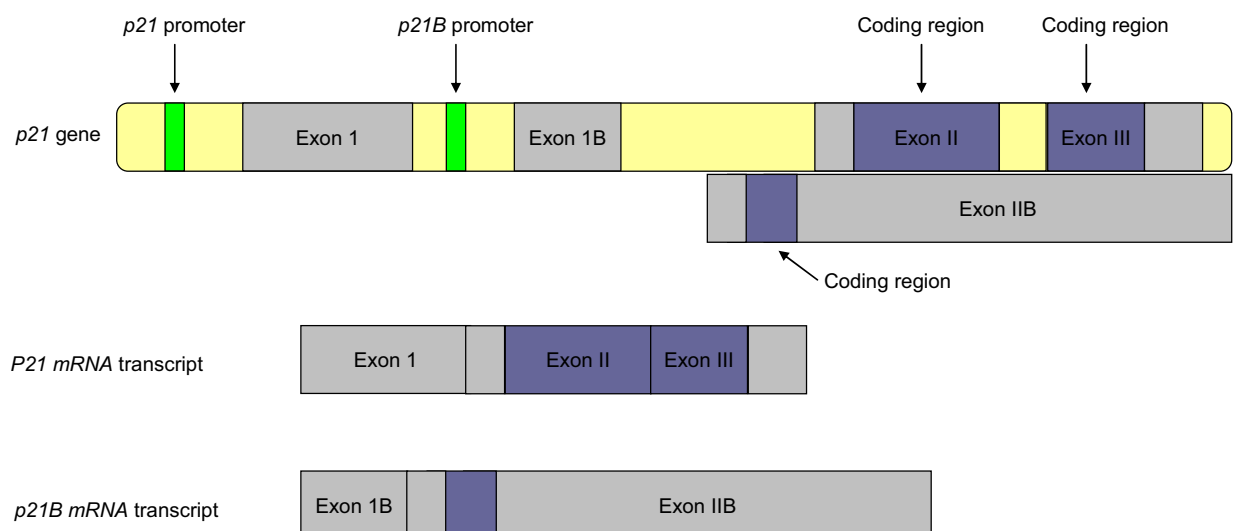 p21 promoter
p21B promoter
Coding region
Coding region
p21 gene
Exon 1
Exon 1B
Exon II
Exon III
Exon IIB
Coding region
P21 mRNA transcript
Exon 1
Exon II
Exon III
p21B mRNA transcript
Exon 1B
Exon IIB